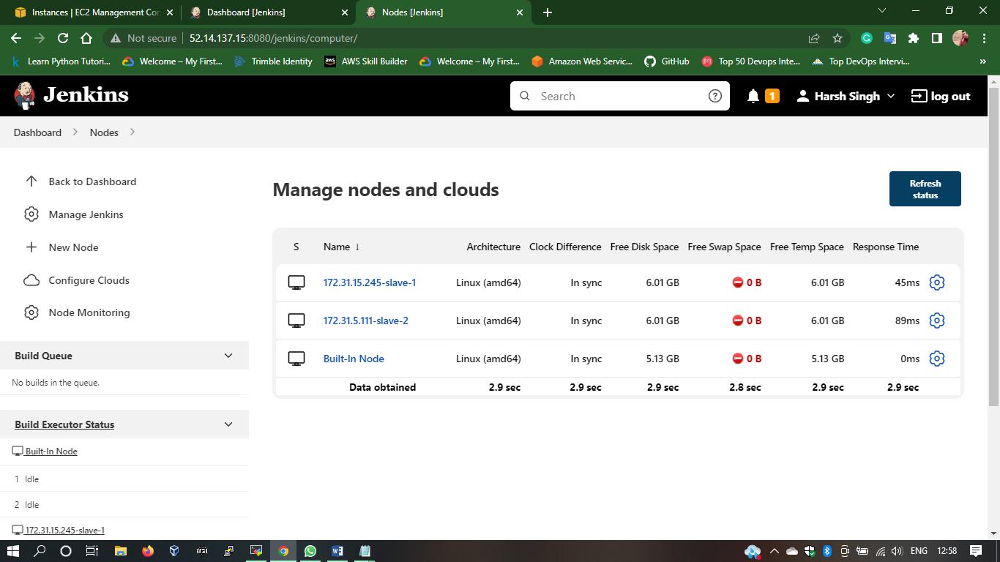 Instances | EC2 Management Con
Dashboard [Jenkins]
Nodes [Jenkins]
Not secure
52.14.137.15:8080/jenkins/computer/
Learn Python Tutori...
Welcome – My First...
Trimble Identity
aws
AWS Skill Builder
Welcome – My First...
Amazon Web Servic...
GitHub
Top 50 Devops Inte...
Top DevOps Intervi...
»
Jenkins
Search
1
Harsh Singh
log out
Dashboard
Nodes
Back to Dashboard
Manage Jenkins
New Node
Configure Clouds
Node Monitoring
Build Queue
No builds in the queue.
Build Executor Status
Built-In Node
1 Idle
2 Idle
172.31.15.245-slave-1
Manage nodes and clouds
Refresh
status
S Name ↓ Architecture Clock Difference Free Disk Space Free Swap Space Free Temp Space Response Time
172.31.15.245-slave-1 Linux (amd64) In sync 6.01 GB 0 B 6.01 GB 45ms
172.31.5.111-slave-2 Linux (amd64) In sync 6.01 GB 0 B 6.01 GB 89ms
Built-In Node Linux (amd64) In sync 5.13 GB 0 B 5.13 GB 0ms
Data obtained 2.9 sec 2.9 sec 2.9 sec 2.8 sec 2.9 sec 2.9 sec
ENG
12:58